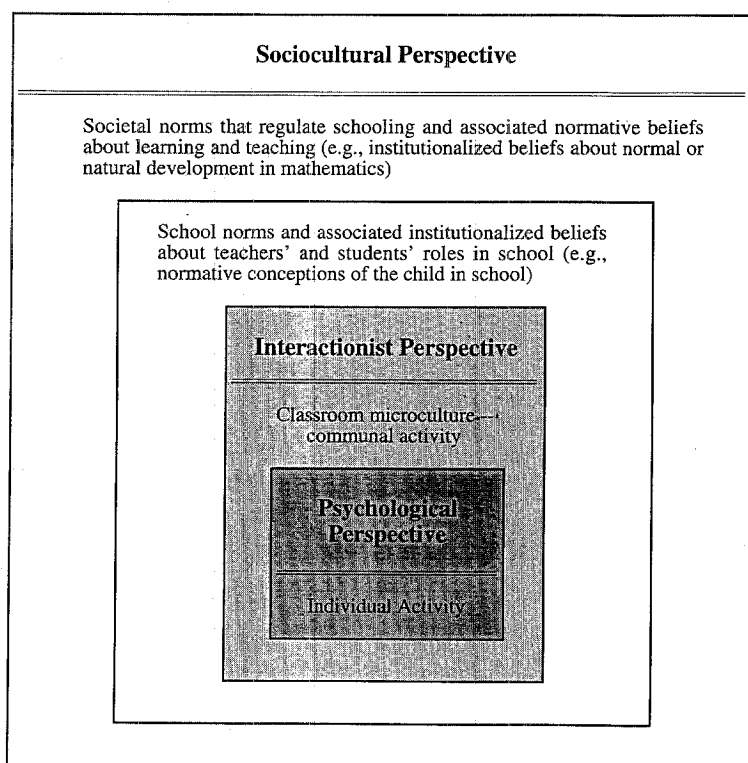 Sociocultural Perspective
Societal norms that regulate schooling and associated normative beliefs
about learning and teaching (e.g., institutionalized beliefs about normal or
natural development in mathematics)
School norms and associated institutionalized beliefs
about teachers' and students' roles in school (e.g.,
normative conceptions of the child in school)
Interactionist Perspective
Classroom microculture—
communal activity
Psychological
Perspective
Individual Activity